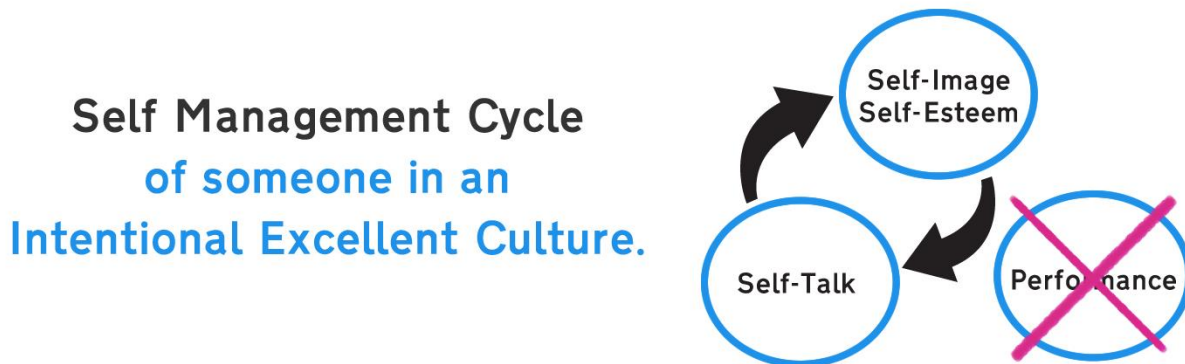 Self Management Cycle
of someone in an
Intentional Excellent Culture.
Self-Image
Self-Esteem
Self-Talk
Performance